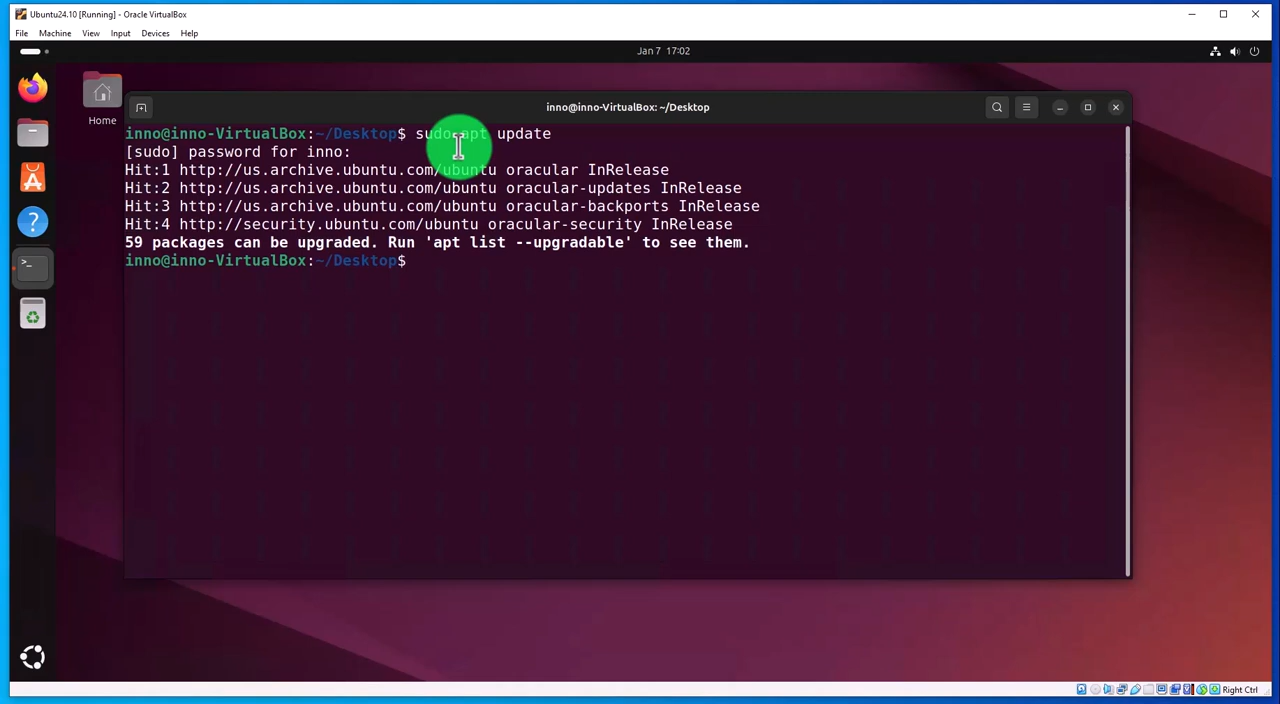 Ubuntu24.10 [Running] - Oracle VirtualBox
File Machine View Input Devices Help
Jan 7 17:02
Home
inno@inno-VirtualBox: ~/Desktop
inno@inno-VirtualBox:~/Desktop$ sudo apt update
[sudo] password for inno:
Hit:1 http://us.archive.ubuntu.com/ubuntu oracular InRelease
Hit:2 http://us.archive.ubuntu.com/ubuntu oracular-updates InRelease
Hit:3 http://us.archive.ubuntu.com/ubuntu oracular-backports InRelease
Hit:4 http://security.ubuntu.com/ubuntu oracular-security InRelease
59 packages can be upgraded. Run 'apt list --upgradable' to see them.
inno@inno-VirtualBox:~/Desktop$
Right Ctrl